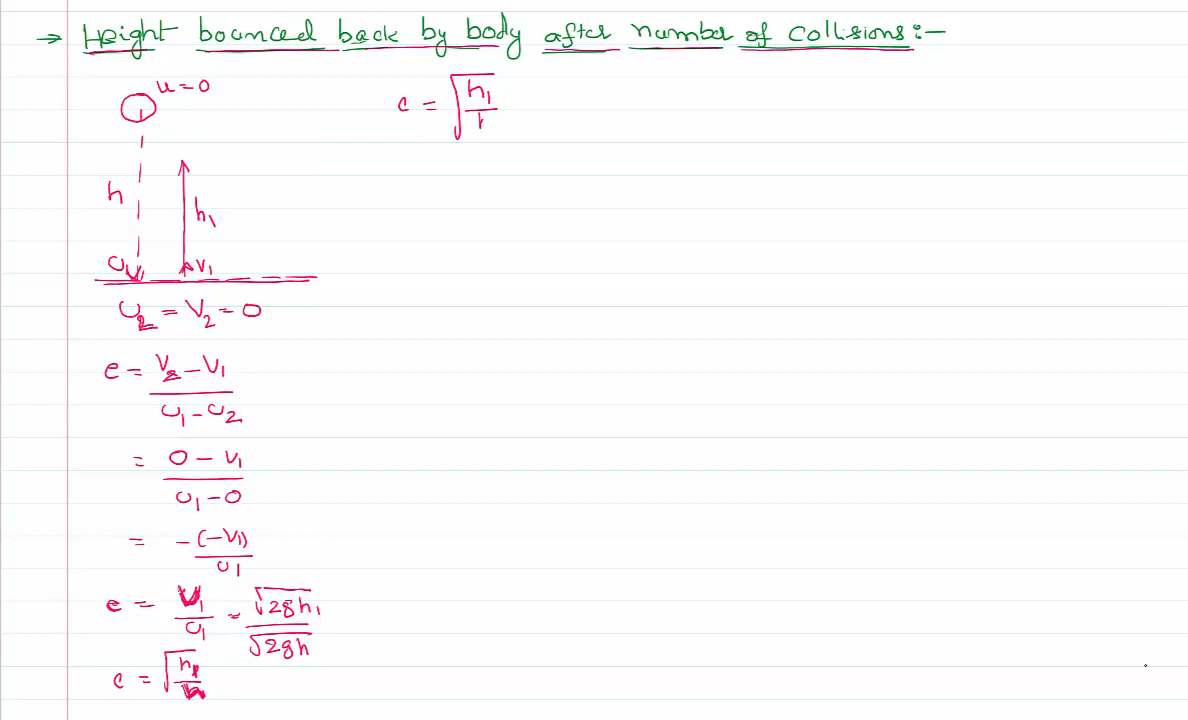 → Height bounced back by body after number of collisions:-
u=0
e = √(h₁/
h
h₁
u₁
v₁
U₂ = V₂ = 0
e = (V₂ - V₁)/(U₁ - U₂)
= (0 - V₁)/(U₁ - 0)
= -(-V₁)/U₁
e = V₁/U₁ = √2gh₁/√2gh
e = √(h₁/h)